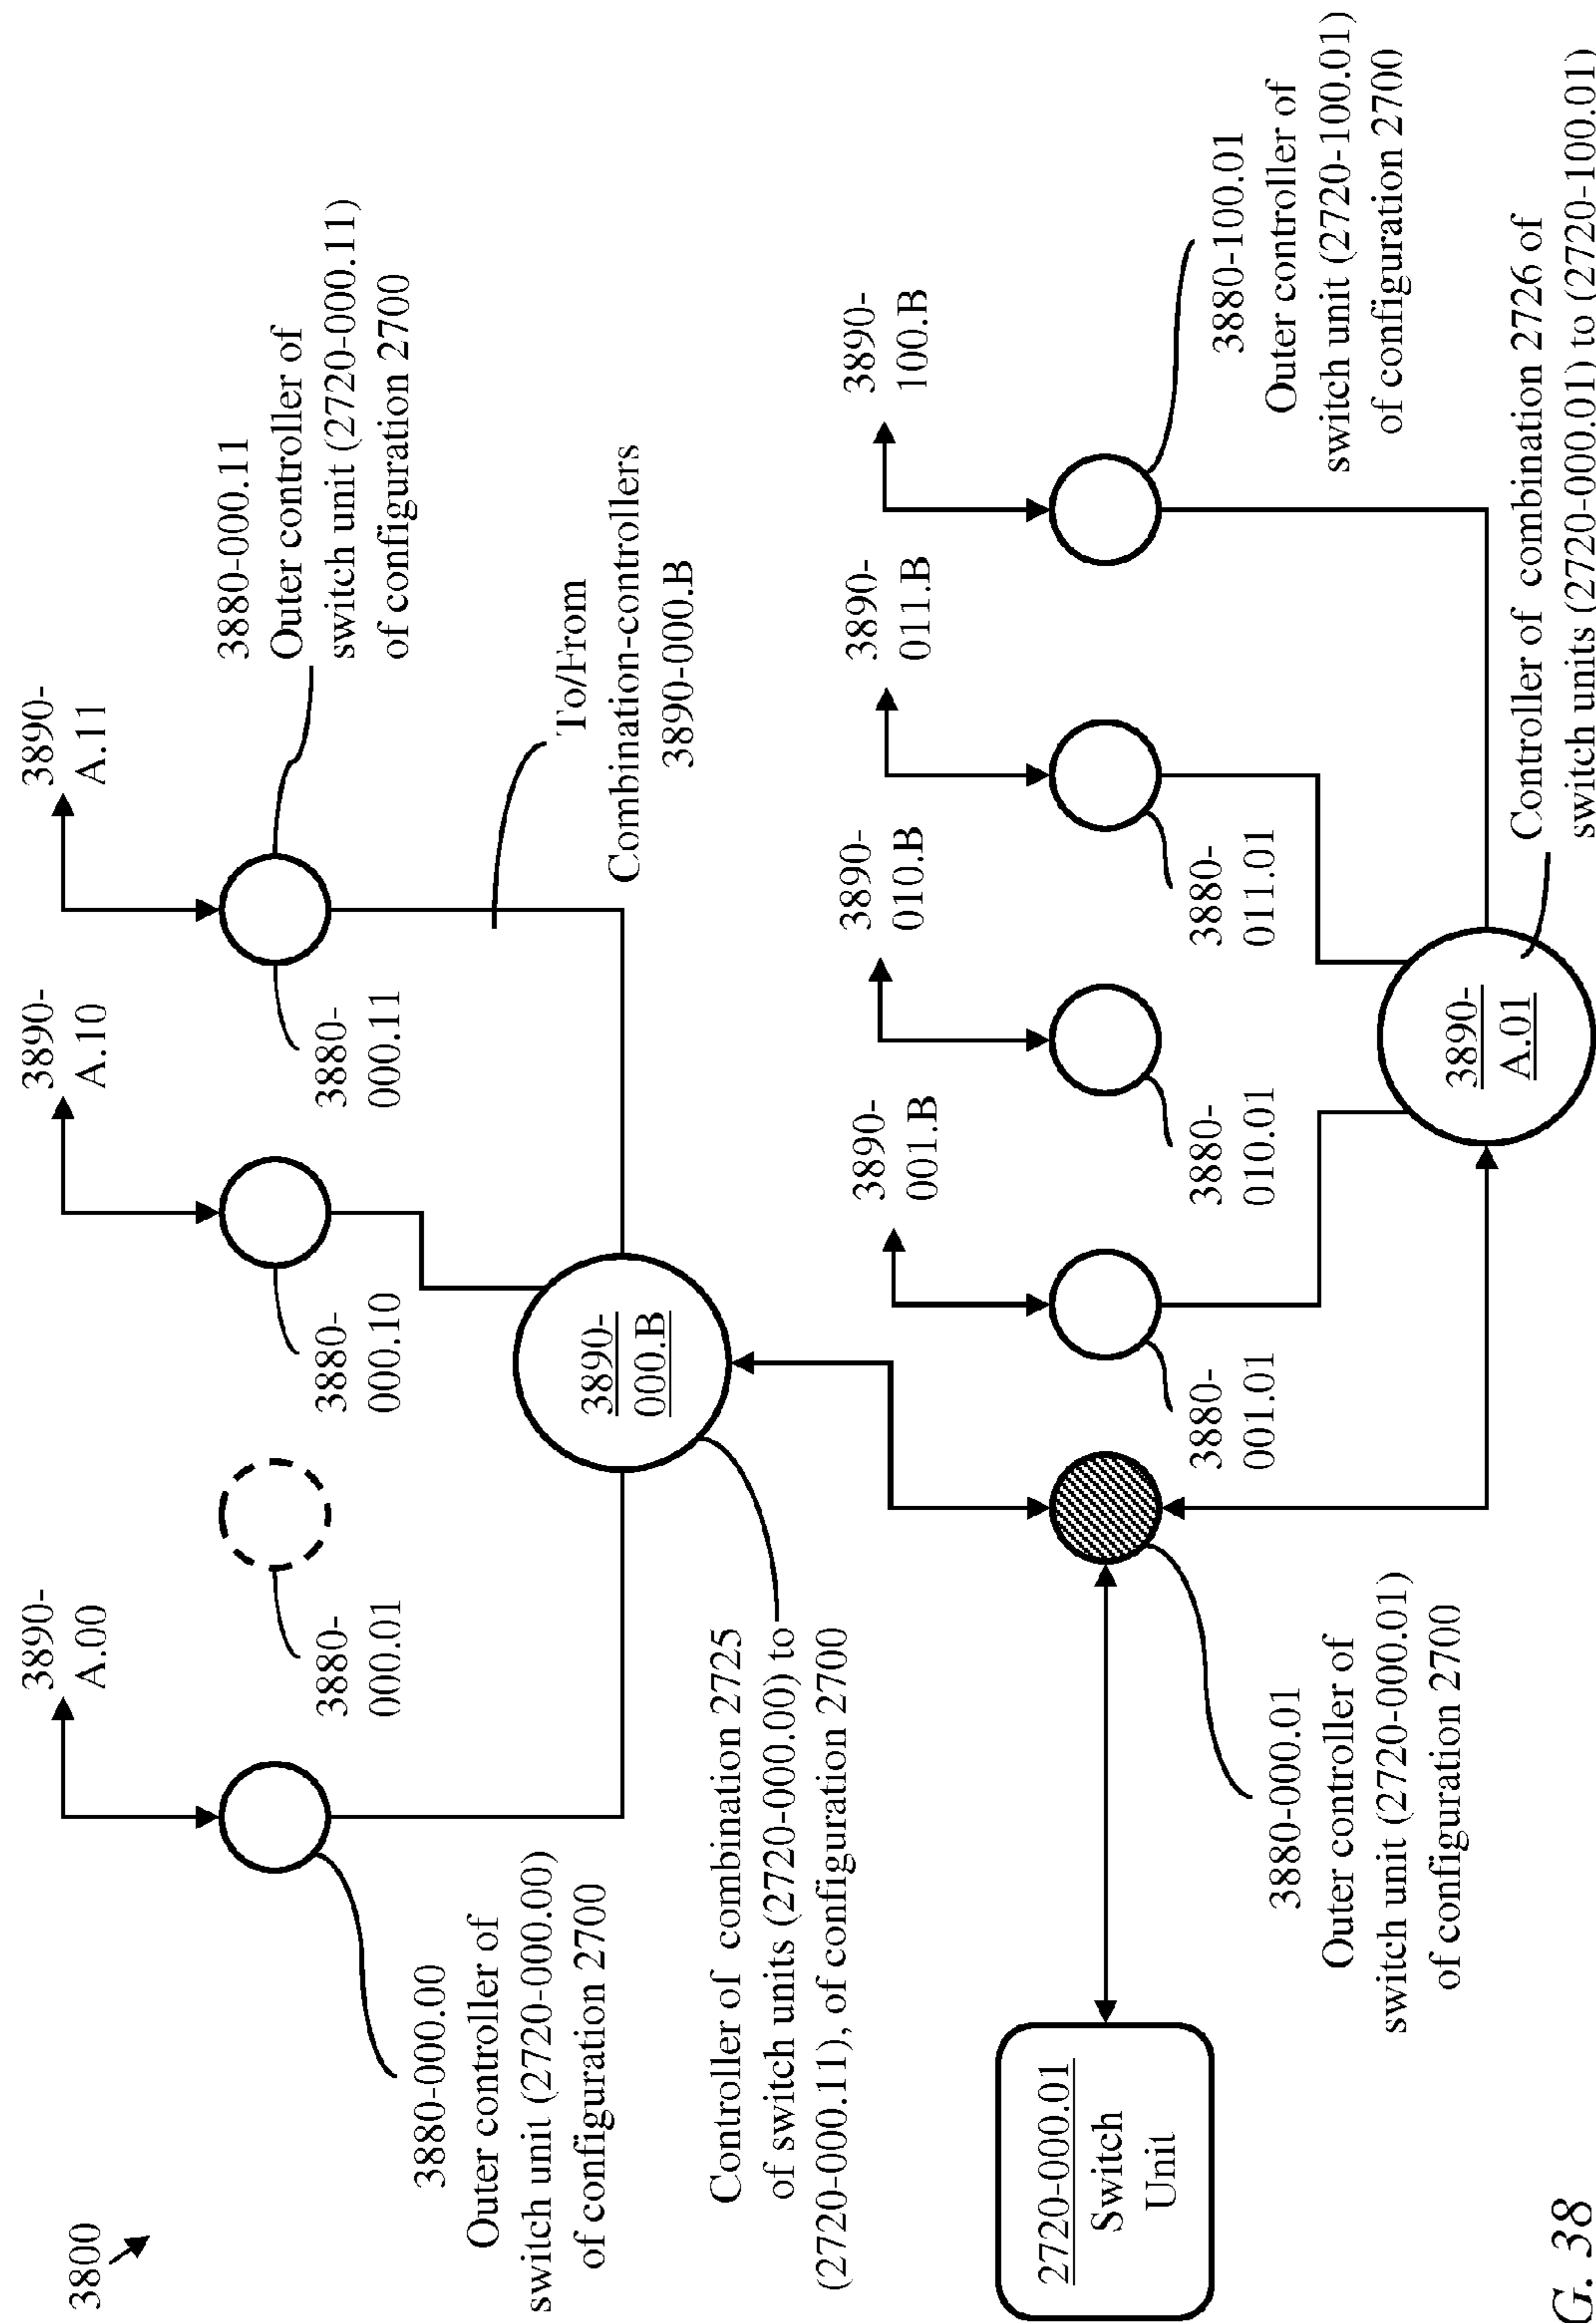 3800
3890-
A.00
3890-
A.10
3890-
A.11
3880-000.00
Outer controller of
switch unit (2720-000.00)
of configuration 2700
3880-
000.01
3880-
000.10
3880-
000.11
3880-000.11
Outer controller of
switch unit (2720-000.11)
of configuration 2700
To/From
Combination-controllers
3890-000.B
3890-
000.B
Controller of combination 2725
of switch units (2720-000.00) to
(2720-000.11), of configuration 2700
3890-
001.B
3890-
010.B
3890-
011.B
3890-
100.B
2720-000.01
Switch
Unit
3880-000.01
Outer controller of
switch unit (2720-000.01)
of configuration 2700
3880-
001.01
3880-
010.01
3880-
011.01
3880-100.01
Outer controller of
switch unit (2720-100.01)
of configuration 2700
3890-
A.01
Controller of combination 2726 of
switch units (2720-000.01) to (2720-100.01)
G. 38